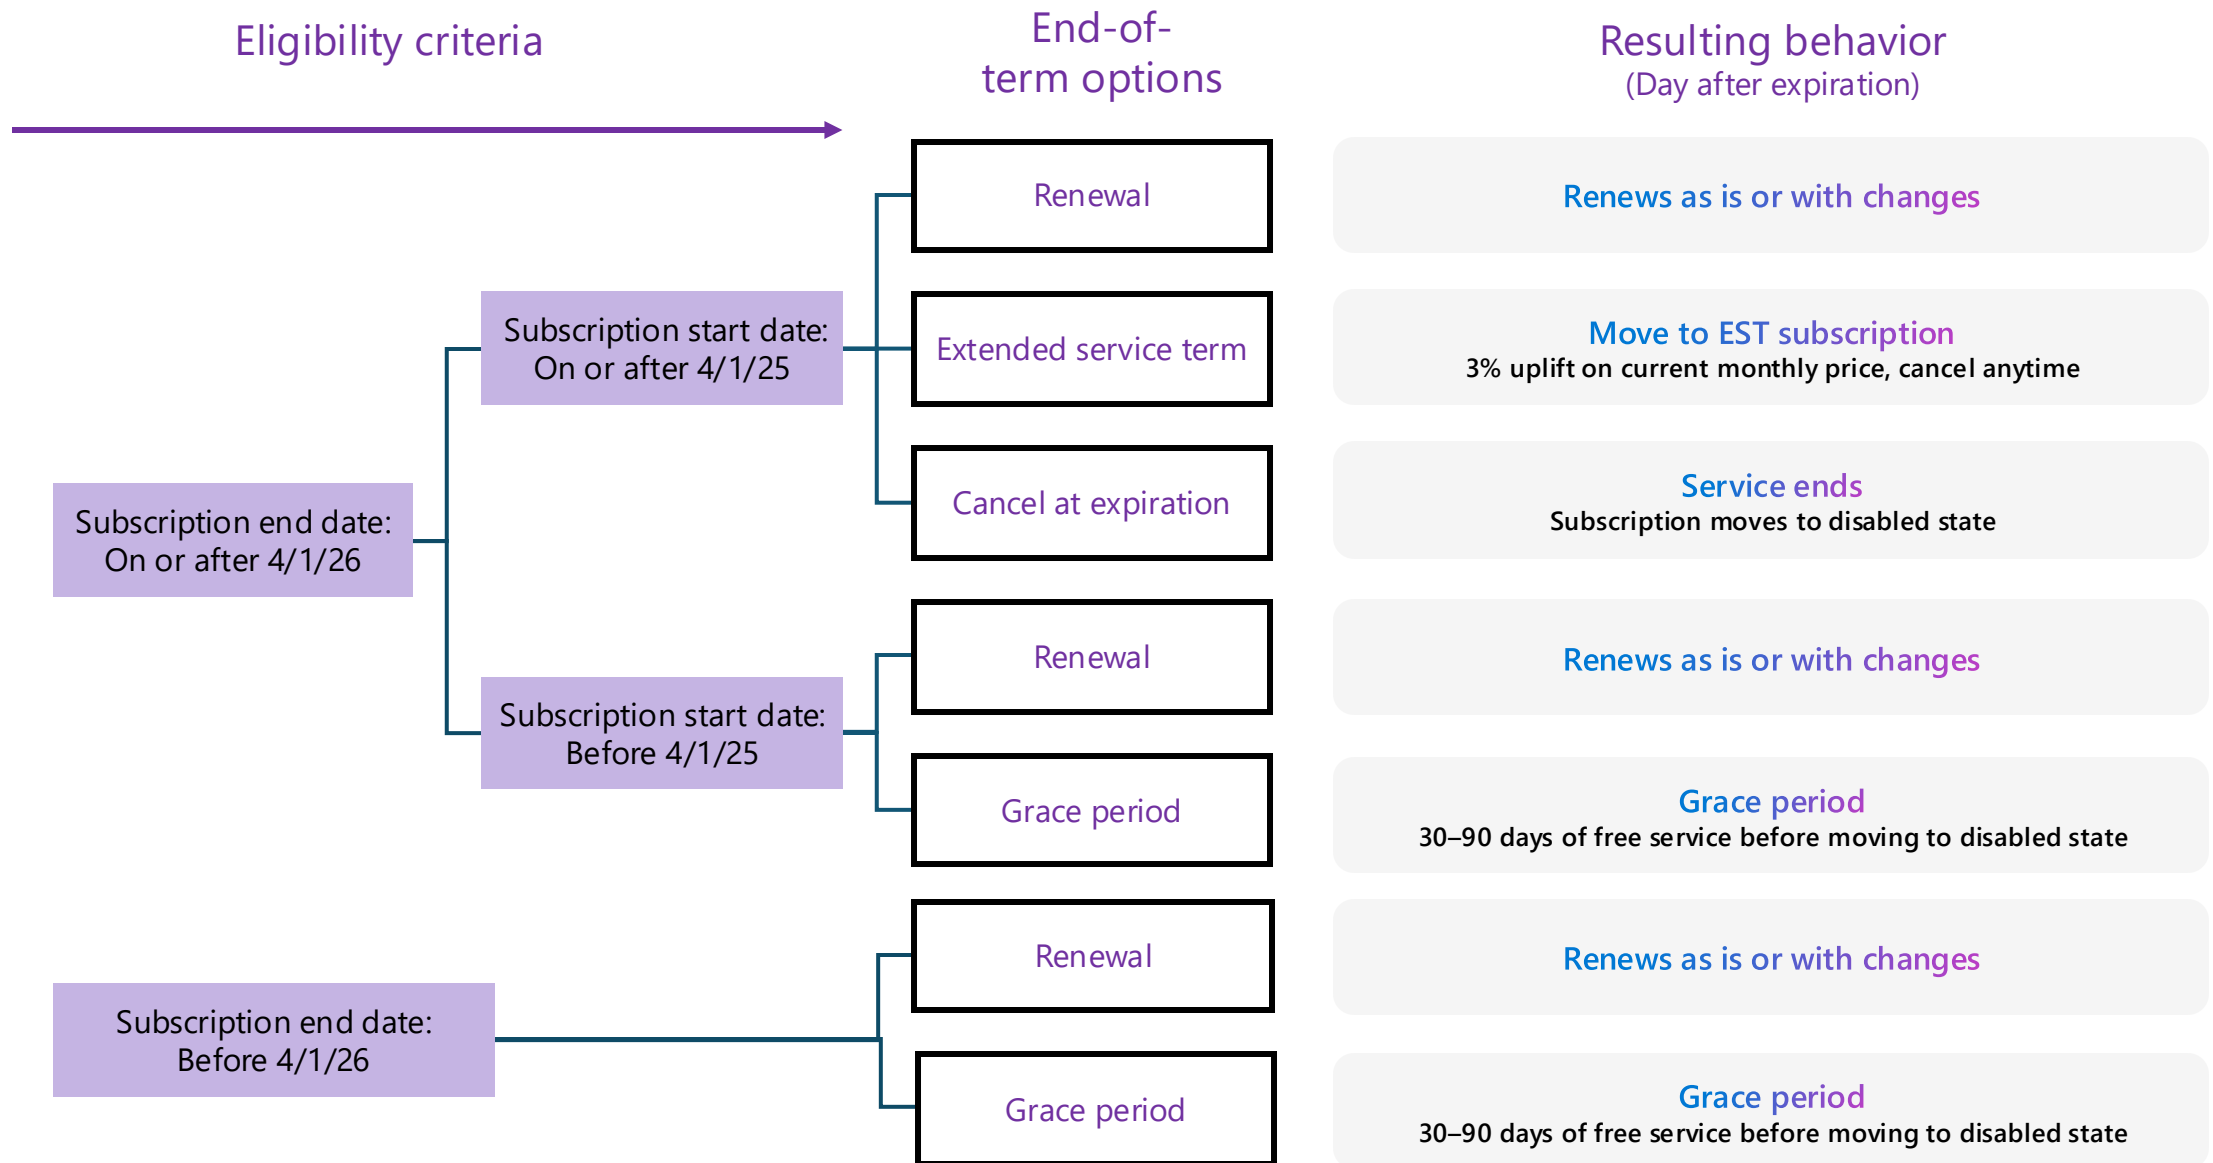 Eligibility criteria
End-of-
term options
Resulting behavior
(Day after expiration)
Subscription end date:
On or after 4/1/26
Subscription start date:
On or after 4/1/25
Renewal
Renews as is or with changes
Extended service term
Move to EST subscription
3% uplift on current monthly price, cancel anytime
Cancel at expiration
Service ends
Subscription moves to disabled state
Subscription start date:
Before 4/1/25
Renewal
Renews as is or with changes
Grace period
Grace period
30–90 days of free service before moving to disabled state
Subscription end date:
Before 4/1/26
Renewal
Renews as is or with changes
Grace period
Grace period
30–90 days of free service before moving to disabled state